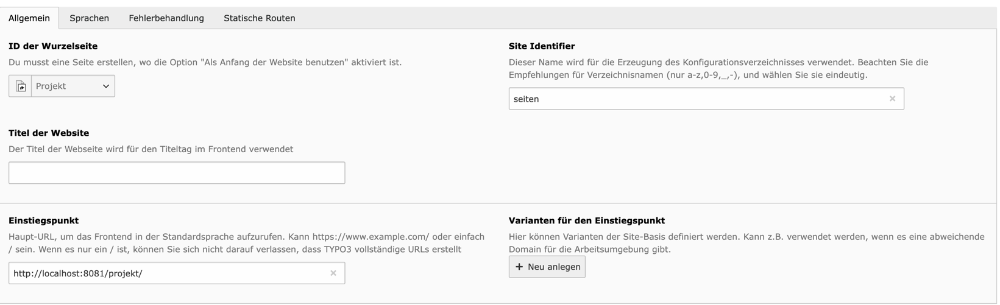 Allgemein Sprachen Fehlerbehandlung Statische Routen
ID der Wurzelseite
Du musst eine Seite erstellen, wo die Option "Als Anfang der Website benutzen" aktiviert ist.
Projekt
Site Identifier
Dieser Name wird für die Erzeugung des Konfigurationsverzeichnisses verwendet. Beachten Sie die
Empfehlungen für Verzeichnisnamen (nur a-z,0-9,_,-), und wählen Sie sie eindeutig.
seiten
Titel der Website
Der Titel der Webseite wird für den Titeltag im Frontend verwendet
Einstiegspunkt
Haupt-URL, um das Frontend in der Standardsprache aufzurufen. Kann https://www.example.com/ oder einfach
/ sein. Wenn es nur ein / ist, können Sie sich nicht darauf verlassen, dass TYPO3 vollständige URLs erstellt
http://localhost:8081/projekt/
Varianten für den Einstiegspunkt
Hier können Varianten der Site-Basis definiert werden. Kann z.B. verwendet werden, wenn es eine abweichende
Domain für die Arbeitsumgebung gibt.
+ Neu anlegen